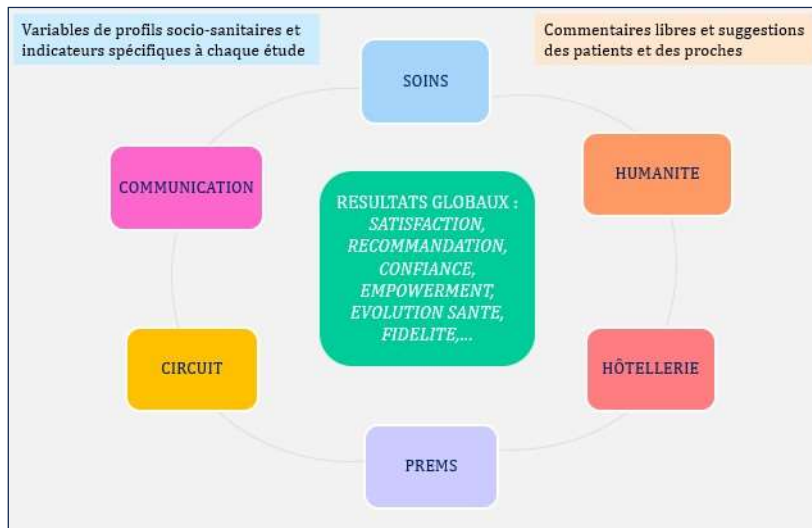 Variables de profils socio-sanitaires et
indicateurs spécifiques à chaque étude
Commentaires libres et suggestions
des patients et des proches
SOINS
COMMUNICATION
HUMANITE
RESULTATS GLOBAUX :
SATISFACTION,
RECOMMANDATION,
CONFIANCE,
EMPOWERMENT,
EVOLUTION SANTE,
FIDELITE,...
CIRCUIT
HÔTELLERIE
PREMS